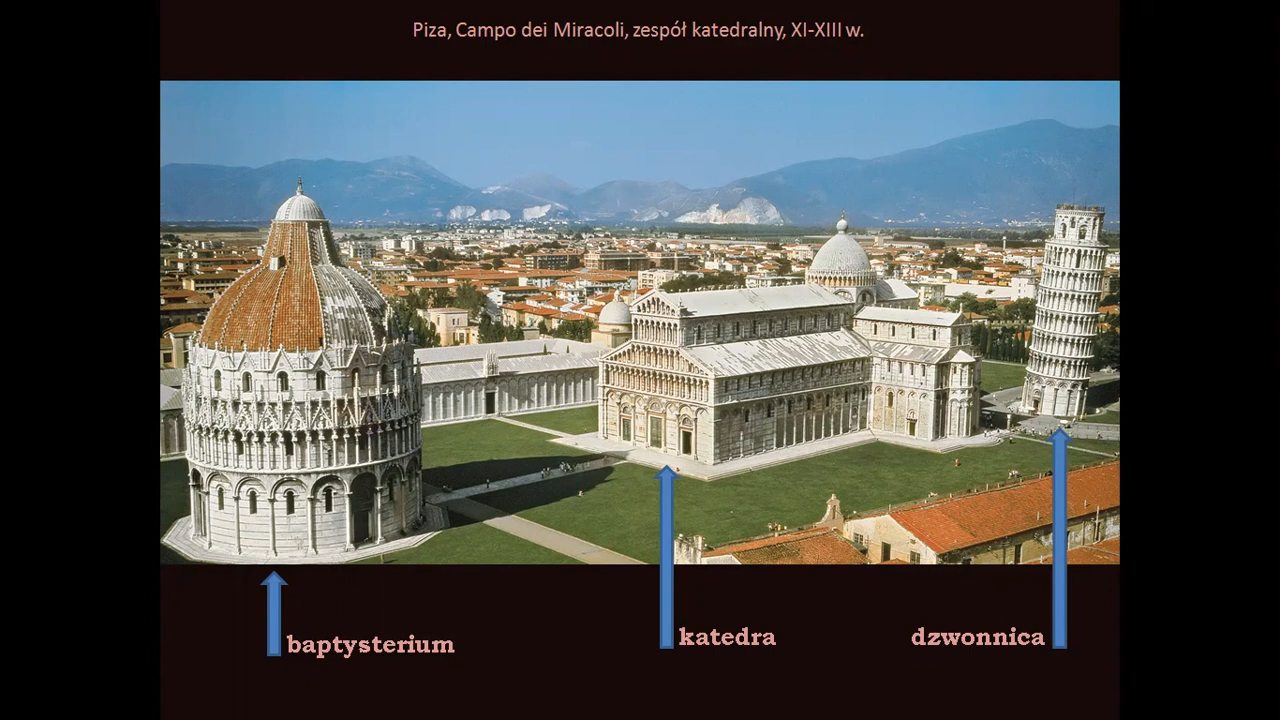 Piza, Campo dei Miracoli, zespół katedralny, XI-XIII w.
baptysterium
katedra
dzwonnica